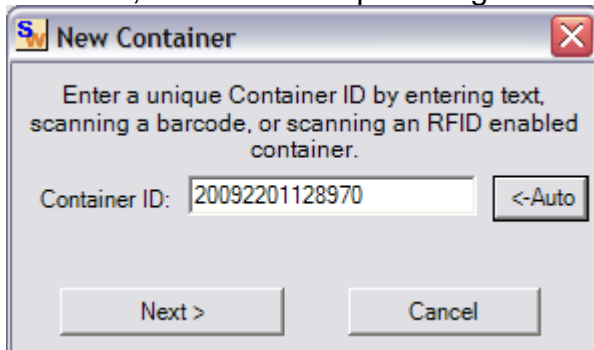 SW New Container
Enter a unique Container ID by entering text,
scanning a barcode, or scanning an RFID enabled
container.
Container ID: 20092201128970 <-Auto
Next > Cancel